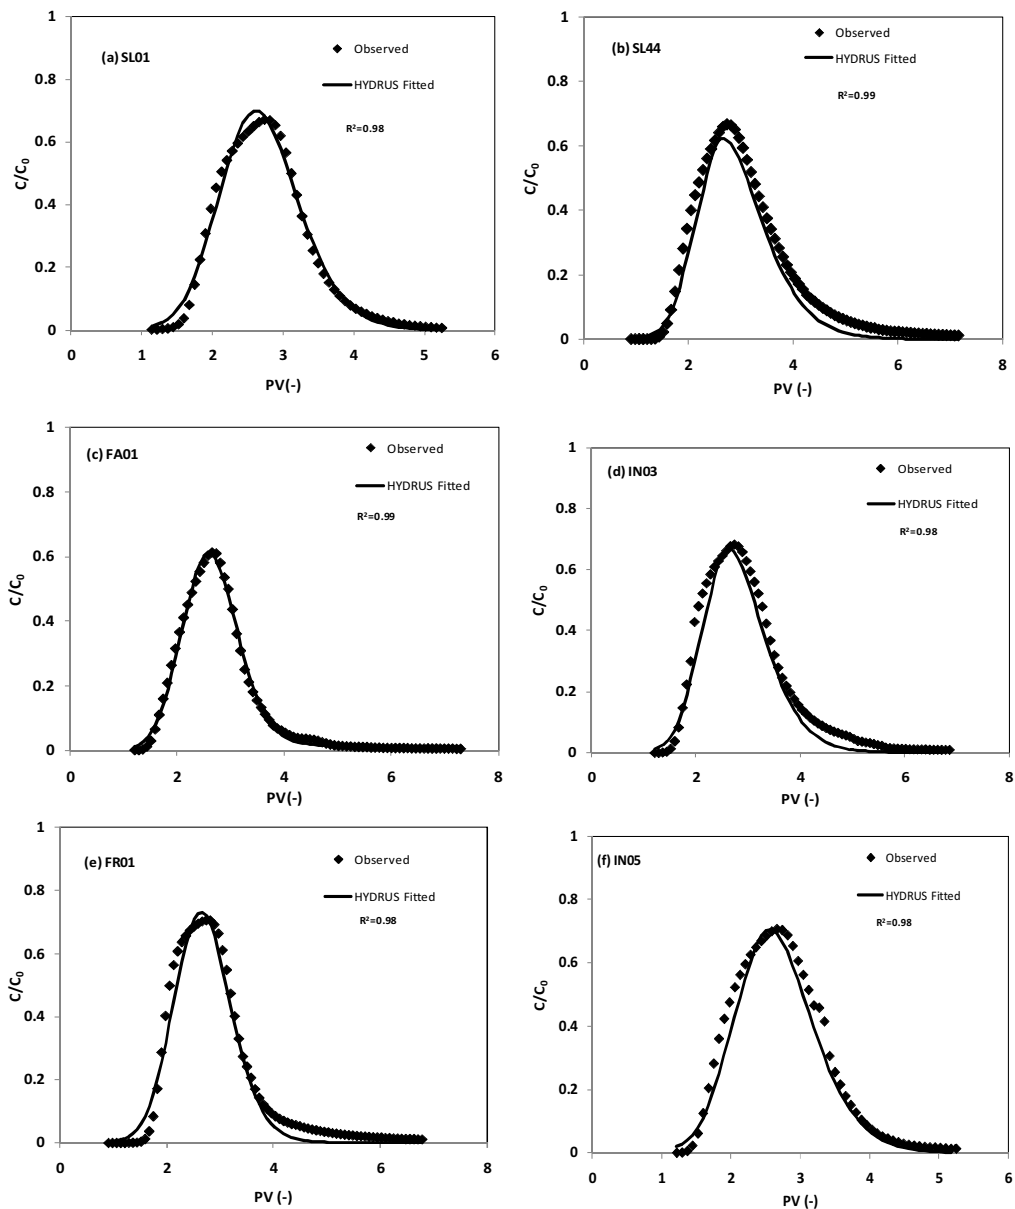 (a) SL01
Observed
HYDRUS Fitted
R²=0.98
1
0.8
0.6
0.4
0.2
0
C/C₀
0 1 2 3 4 5 6
PV(-)
(b) SL44
Observed
HYDRUS Fitted
R²=0.99
1
0.8
0.6
0.4
0.2
0
C/C₀
0 2 4 6 8
PV (-)
(c) FA01
Observed
HYDRUS Fitted
R²=0.99
1
0.8
0.6
0.4
0.2
0
C/C₀
0 2 4 6 8
PV(-)
(d) IN03
Observed
HYDRUS Fitted
R²=0.98
1
0.8
0.6
0.4
0.2
0
C/C₀
0 2 4 6 8
PV (-)
(e) FR01
Observed
HYDRUS Fitted
R²=0.98
1
0.8
0.6
0.4
0.2
0
C/C₀
0 2 4 6 8
PV (-)
(f) IN05
Observed
HYDRUS Fitted
R²=0.98
1
0.8
0.6
0.4
0.2
0
C/C₀
0 1 2 3 4 5 6
PV (-)